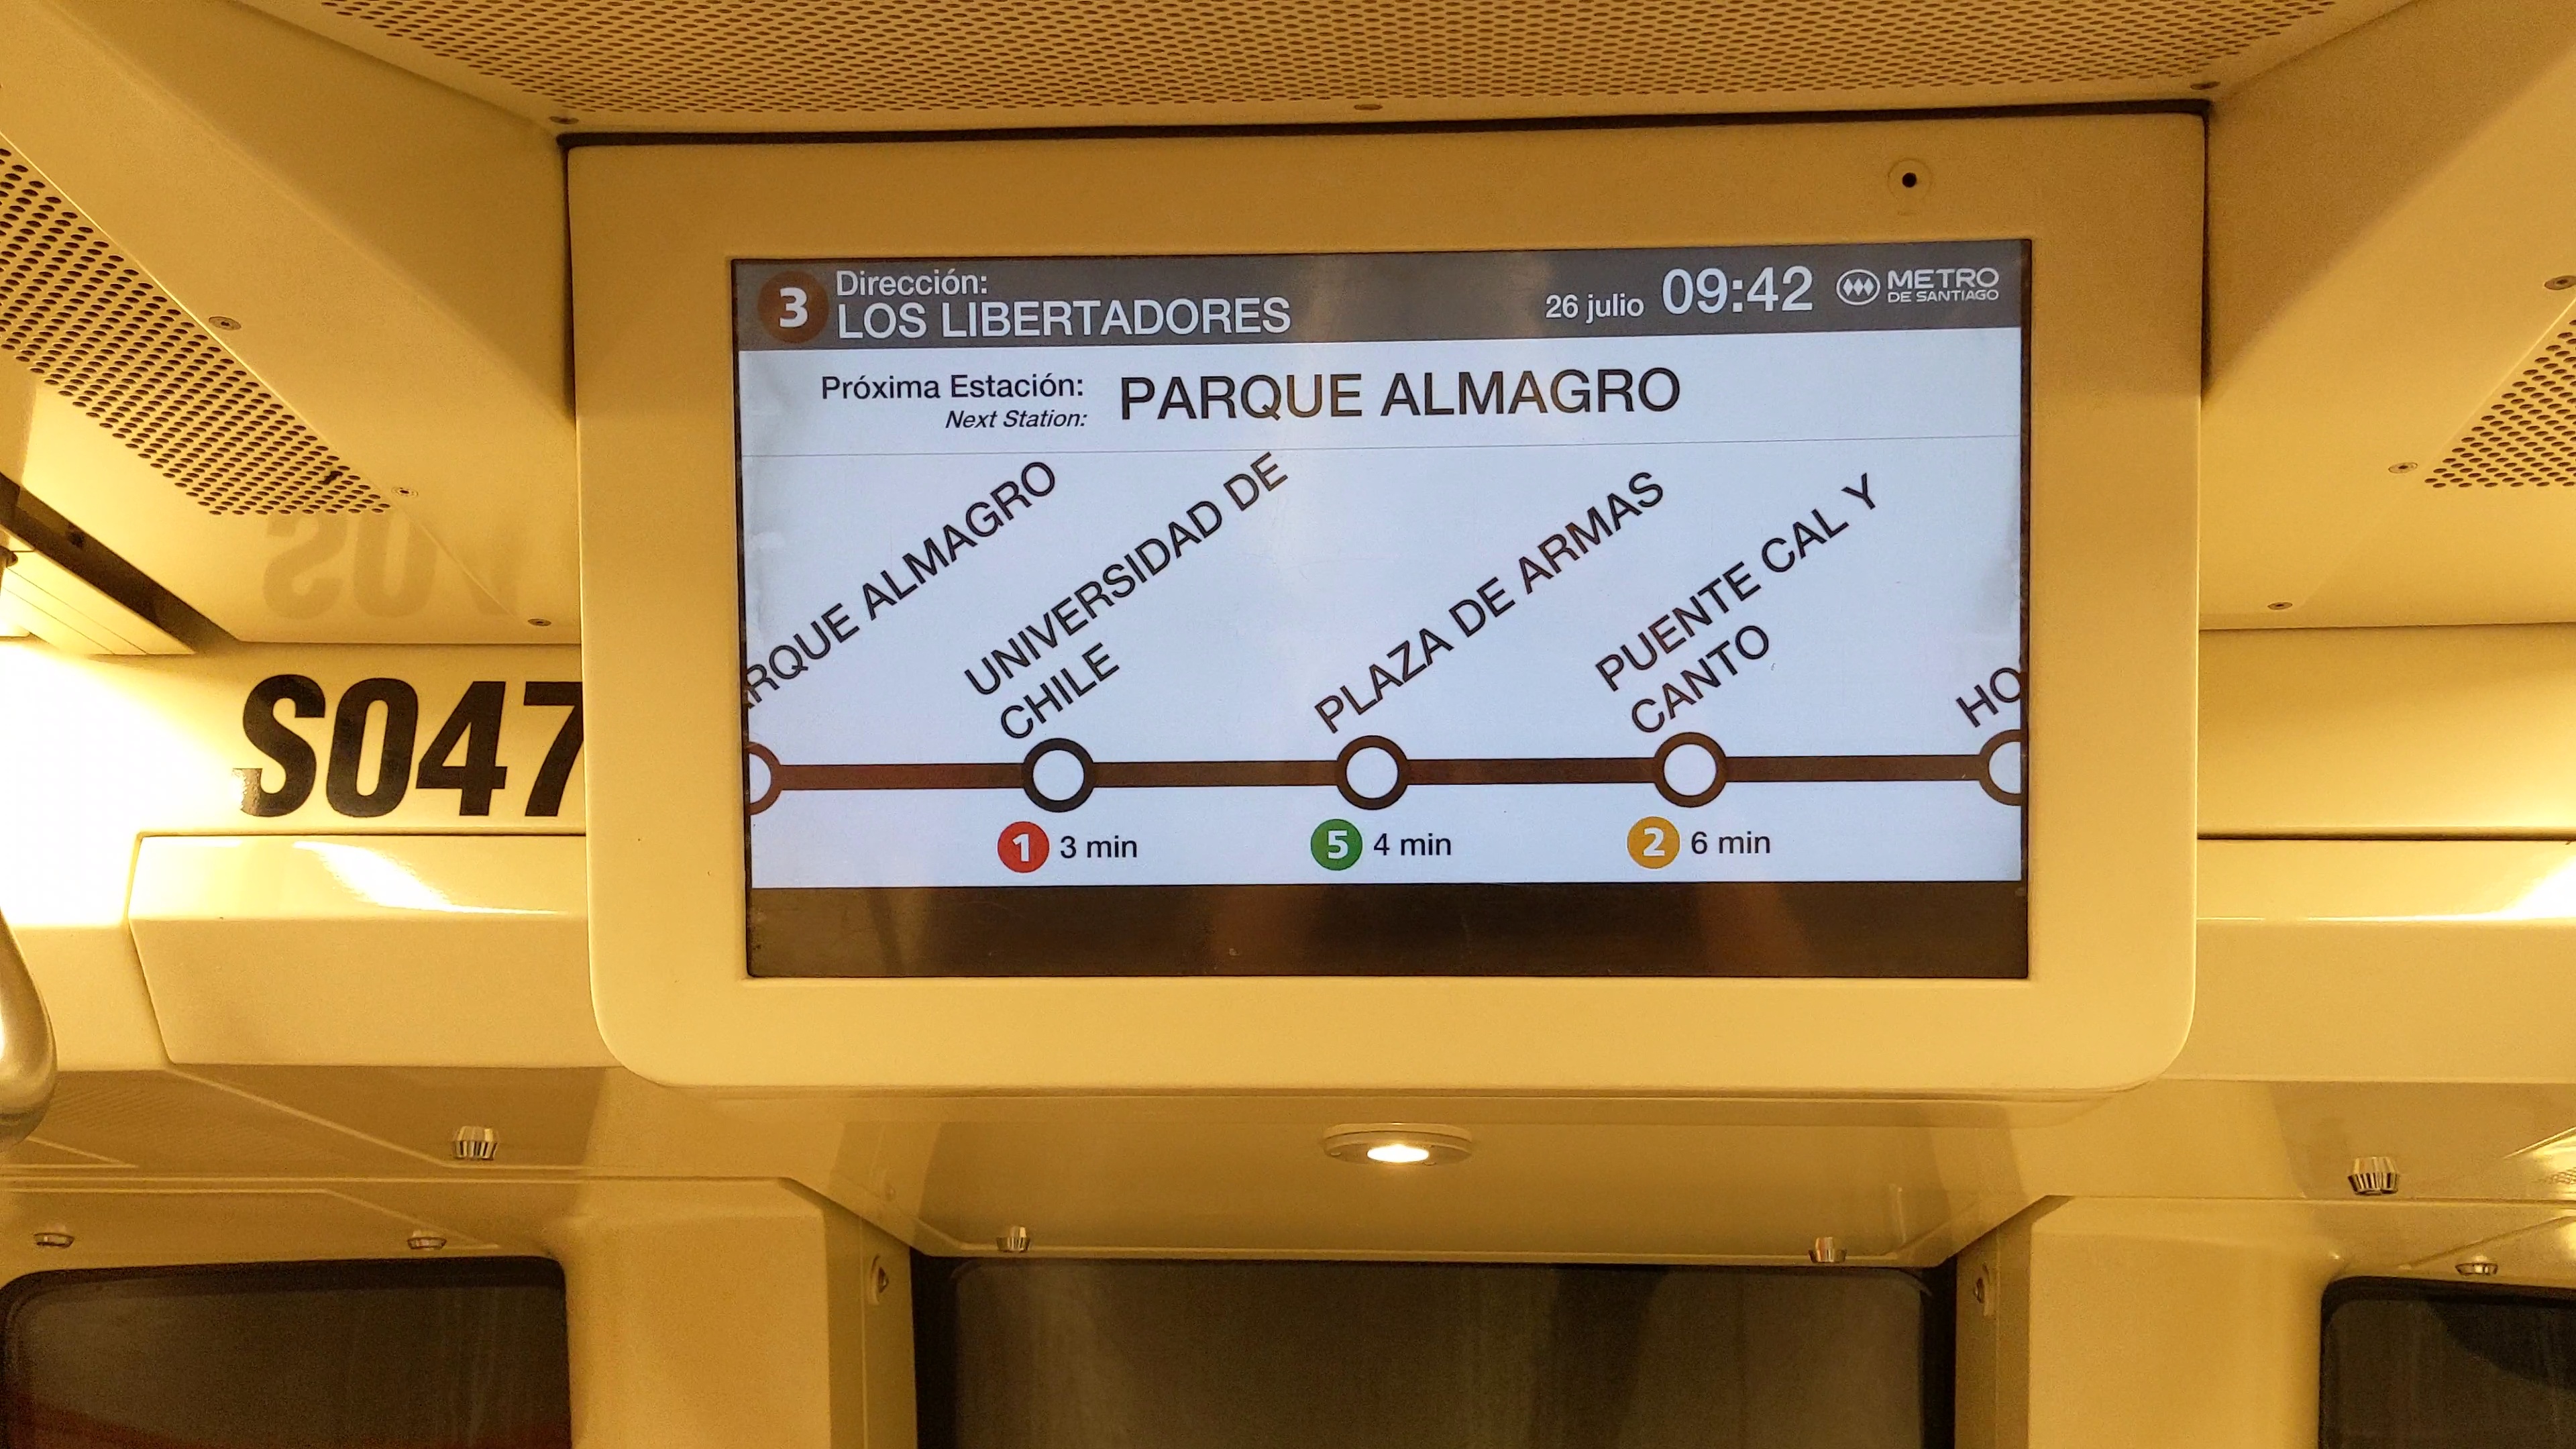 3
Dirección:
LOS LIBERTADORES
26 julio 09:42
METRO
DE SANTIAGO
Próxima Estación:
Next Station:
PARQUE ALMAGRO
RQUE ALMAGRO
UNIVERSIDAD DE
CHILE
PLAZA DE ARMAS
PUENTE CAL Y
CANTO
HO
1 3 min
5 4 min
2 6 min
S047